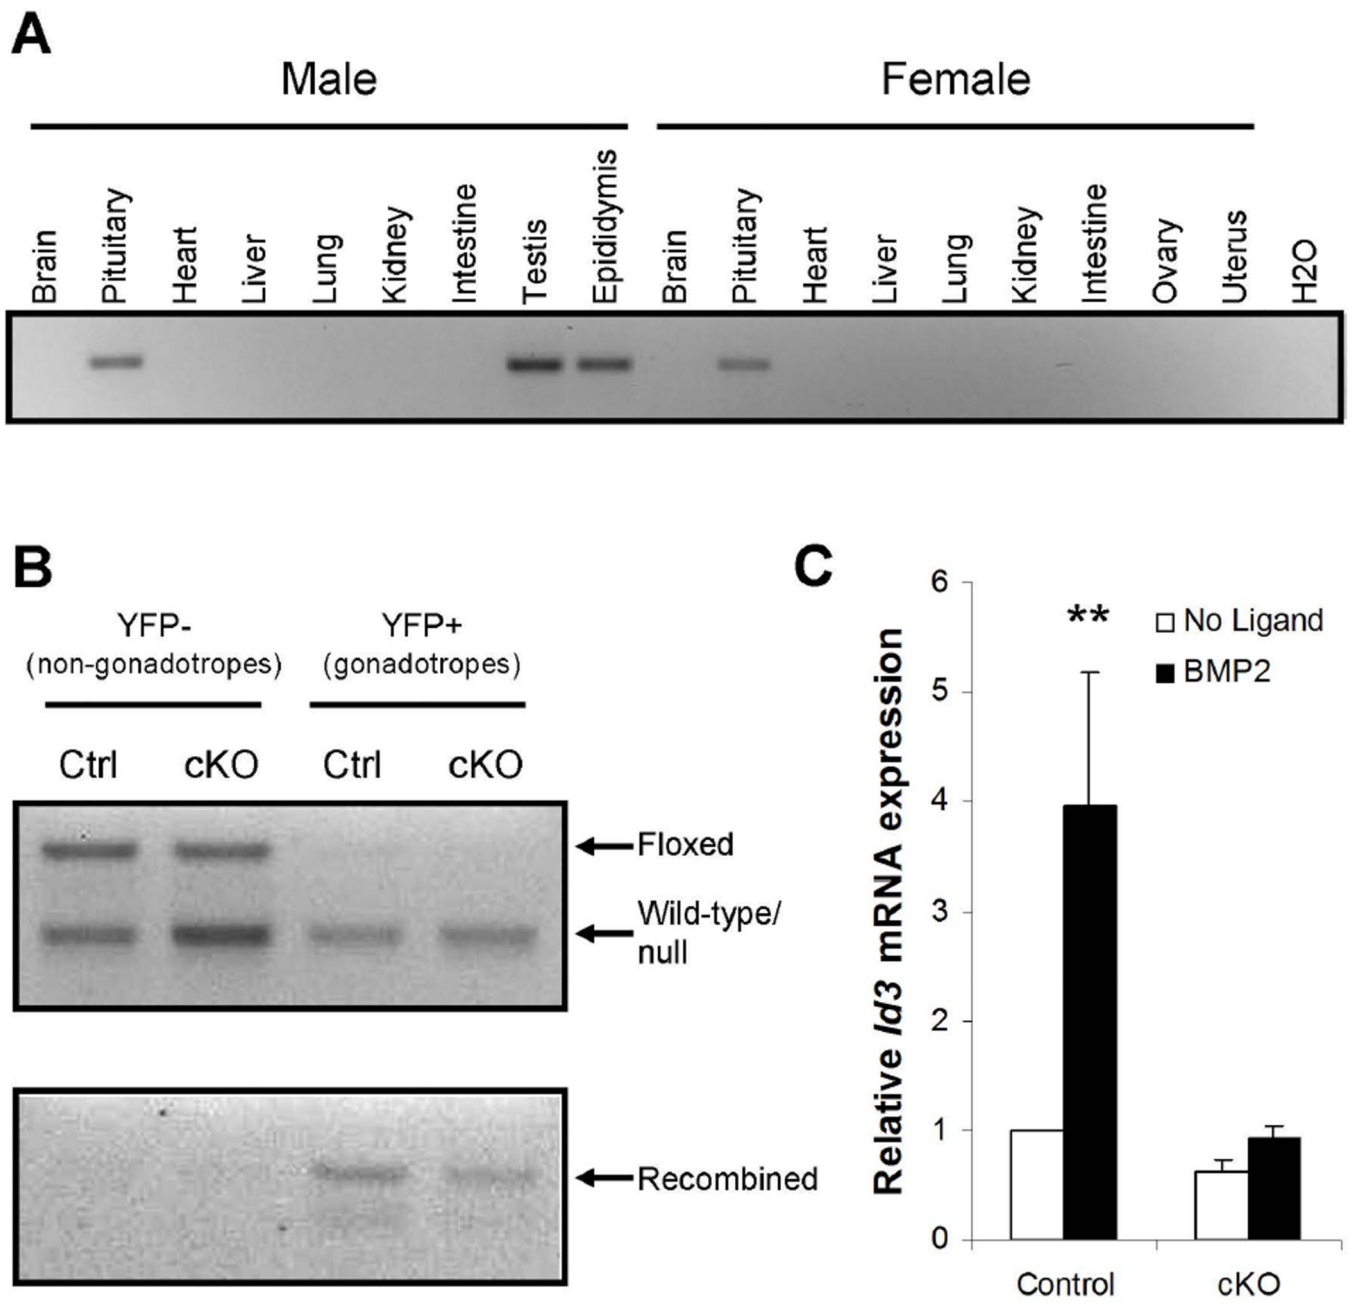 A
Male
Female
Brain
Pituitary
Heart
Liver
Lung
Kidney
Intestine
Testis
Epididymis
Brain
Pituitary
Heart
Liver
Lung
Kidney
Intestine
Ovary
Uterus
H2O
B
YFP-
(non-gonadotropes)
YFP+
(gonadotropes)
Ctrl
cKO
Ctrl
cKO
Floxed
Wild-type/
null
Recombined
C
Relative Id3 mRNA expression
6
5
4
3
2
1
0
**
No Ligand
BMP2
Control
cKO